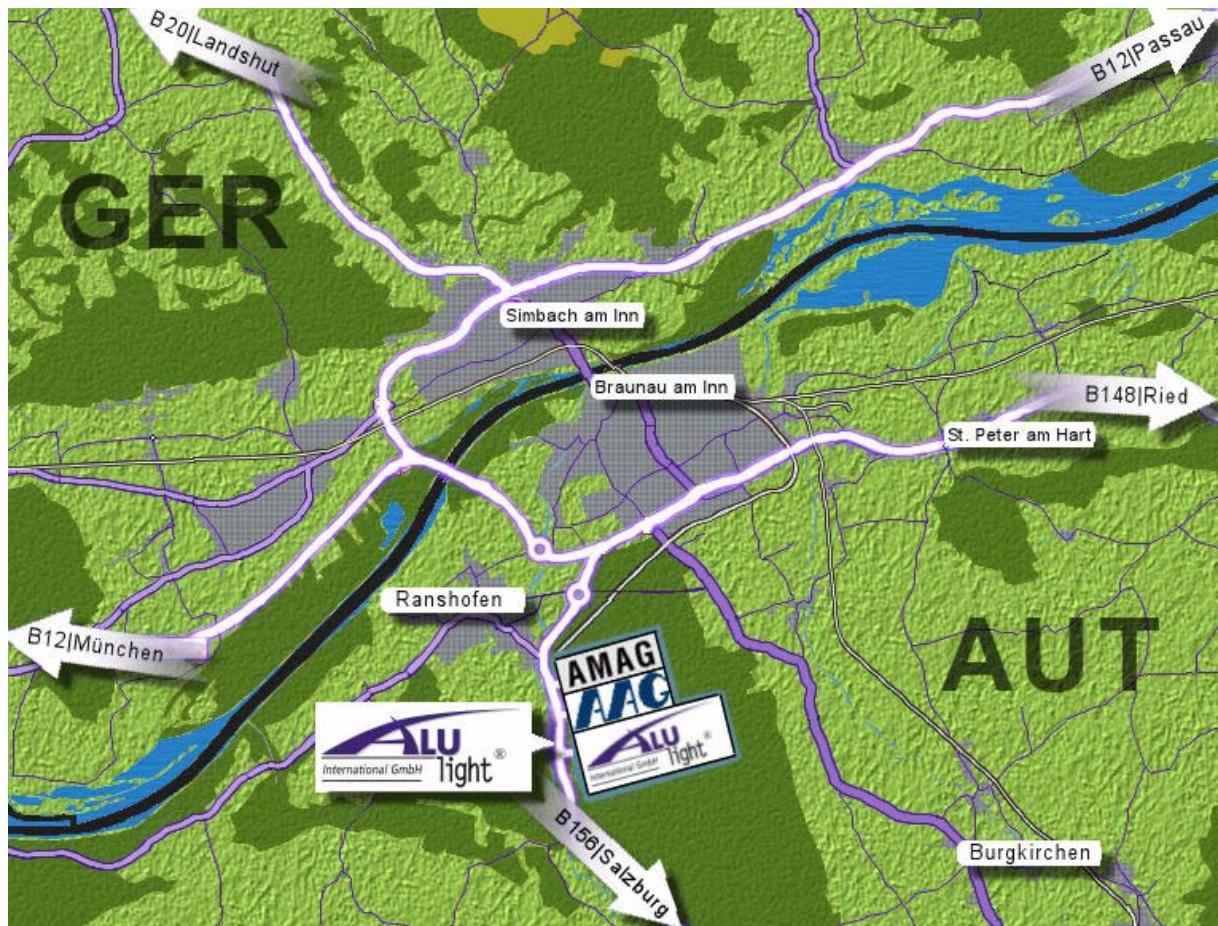 B20|Landshut
B12|Passau
GER
Simbach am Inn
Braunau am Inn
B148|Ried
St. Peter am Hart
Ranshofen
B12|München
AUT
AMAG
AAG
ALU
light®
International GmbH
ALU
light®
International GmbH
B156|Salzburg
Burgkirchen